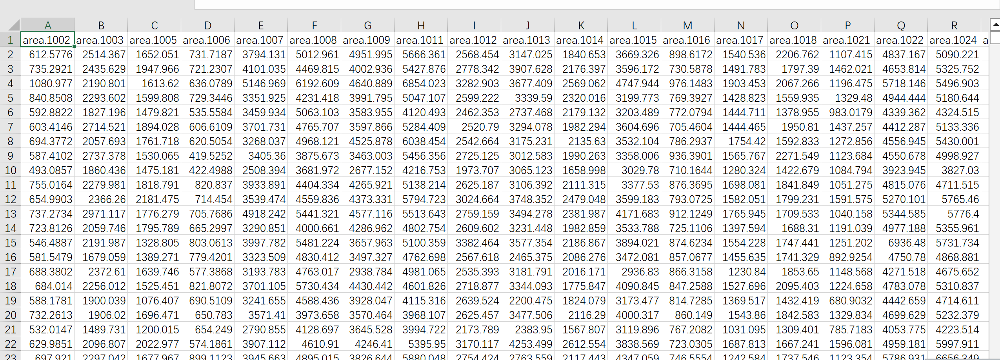 A B C D E F G H I J K L M N O P Q R
1 area.1002 area.1003 area.1005 area.1006 area.1007 area.1008 area.1009 area.1011 area.1012 area.1013 area.1014 area.1015 area.1016 area.1017 area.1018 area.1021 area.1022 area.1024 a
2 612.5776 2514.367 1652.051 731.7187 3794.131 5012.961 4951.995 5666.361 2568.454 3147.025 1840.653 3669.326 898.6172 1540.536 2206.762 1107.415 4837.167 5090.221
3 735.2921 2435.629 1947.966 721.2307 4101.035 4469.815 4002.936 5427.876 2778.342 3907.628 2176.397 3596.172 730.5878 1491.783 1797.39 1462.021 4653.814 5325.752
4 1080.977 2190.801 1613.62 636.0789 5146.969 6192.609 4640.889 6854.023 3282.903 3677.409 2569.062 4747.944 976.1483 1903.453 2067.266 1196.475 5718.146 5496.903
5 840.8508 2293.602 1599.808 729.3446 3351.925 4231.418 3991.795 5047.107 2599.222 3339.59 2320.016 3199.773 769.3927 1428.823 1559.935 1329.48 4944.444 5180.644
6 592.8822 1827.196 1479.821 535.5584 3459.934 5063.103 3583.955 4120.493 2462.353 2737.468 2179.132 3203.489 772.0794 1444.711 1378.955 983.0179 4339.362 4324.515
7 603.4146 2714.521 1894.028 606.6109 3701.731 4765.707 3597.866 5284.409 2520.79 3294.078 1982.294 3604.696 705.4604 1444.465 1950.81 1437.257 4412.287 5133.336
8 694.3772 2057.693 1761.718 620.5054 3268.037 4968.121 4525.878 6038.454 2542.664 3175.231 2135.63 3532.104 786.2937 1754.42 1592.833 1272.856 4556.945 5430.001
9 587.4102 2737.378 1530.065 419.5252 3405.36 3875.673 3463.003 5456.356 2725.125 3012.583 1990.263 3358.006 936.3901 1565.767 2271.549 1123.684 4550.678 4998.927
10 493.0857 1860.436 1475.181 422.4988 2508.394 3681.972 2677.152 4216.753 1973.707 3065.123 1658.998 3029.78 710.1644 1280.324 1422.679 1084.794 3923.945 3827.03
11 755.0164 2279.981 1818.791 820.837 3933.891 4404.334 4265.921 5138.214 2625.187 3106.392 2111.315 3377.53 876.3695 1698.081 1841.849 1051.275 4815.076 4711.515
12 654.9903 2366.26 2181.475 714.454 3539.474 4559.836 4373.331 5794.723 3024.664 3748.352 2479.048 3599.183 793.0725 1582.051 1799.231 1591.575 5270.101 5765.46
13 737.2734 2971.117 1776.279 705.7686 4918.242 5441.321 4577.116 5513.643 2759.159 3494.278 2381.987 4171.683 912.1249 1765.945 1709.533 1040.158 5344.585 5776.4
14 723.8126 2059.746 1795.789 665.2997 3290.851 4000.661 4286.962 4802.754 2609.602 3231.448 1982.859 3533.788 725.1106 1397.594 1688.31 1191.039 4977.188 5355.961
15 546.4887 2191.987 1328.805 803.0613 3997.782 5481.224 3657.963 5100.359 3382.464 3577.354 2186.867 3894.021 874.6234 1554.228 1747.441 1251.202 6936.48 5731.734
16 581.5479 1679.059 1389.271 779.4201 3323.509 4830.412 3497.327 4762.698 2567.618 2465.375 2086.276 3472.081 857.0677 1455.635 1741.329 892.9254 4750.78 4868.881
17 688.3802 2372.61 1639.746 577.3868 3193.783 4763.017 2938.784 4981.065 2535.393 3181.791 2016.171 2936.83 866.3158 1230.84 1853.65 1148.568 4271.518 4675.652
18 684.014 2256.012 1525.451 821.8072 3701.105 5730.434 4430.442 4601.826 2718.877 3344.093 1775.847 4090.845 847.2588 1527.696 2095.403 1224.658 4783.078 5310.837
19 588.1781 1900.039 1076.407 690.5109 3241.655 4588.436 3928.047 4115.316 2639.524 2200.475 1824.079 3173.477 814.7285 1369.517 1432.419 680.9032 4442.659 4714.611
20 732.2613 1906.02 1696.471 650.783 3571.41 3973.658 3570.464 3968.107 2625.457 3477.506 2116.29 4000.317 860.149 1543.86 1842.583 1329.834 4699.629 5232.379
21 532.0147 1489.731 1200.015 654.249 2790.855 4128.697 3645.528 3994.722 2173.789 2383.95 1567.807 3119.896 767.2082 1031.095 1309.401 785.7183 4053.775 4223.514
22 629.9851 2096.807 2022.977 574.1861 3907.112 4610.91 4246.41 5395.95 3170.117 4253.499 2612.554 3838.569 723.0305 1687.813 1667.241 1596.081 4959.181 5997.911
23 697.921 2297.042 1677.967 899.1123 3945.663 4895.015 3826.644 5880.048 2754.424 2763.559 2117.443 4347.059 746.5554 1242.584 1737.546 1123.354 5786.931 6656.349